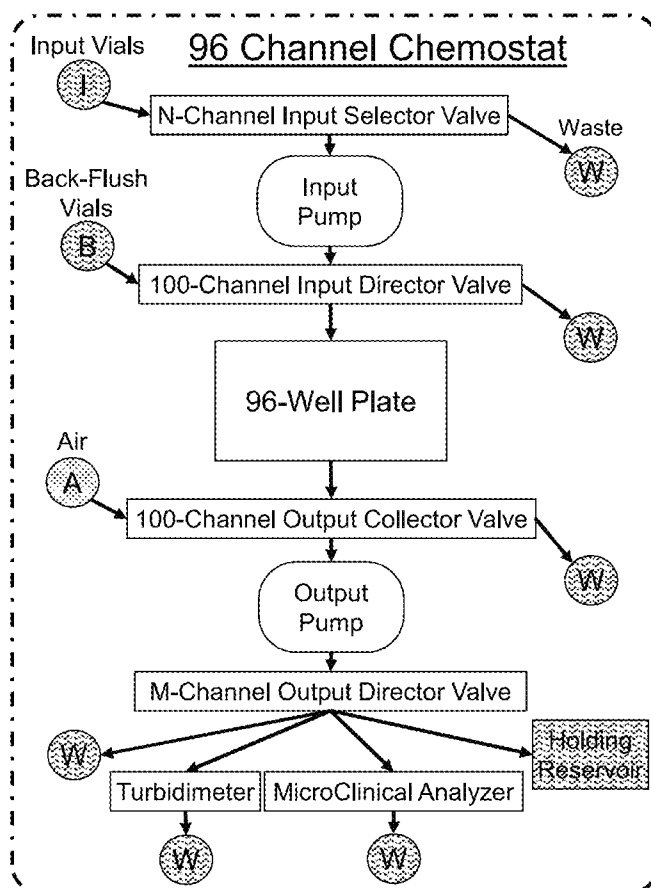 Input Vials
96 Channel Chemostat
I
N-Channel Input Selector Valve
Waste
W
Input
Pump
Back-Flush
Vials
B
100-Channel Input Director Valve
W
96-Well Plate
Air
A
100-Channel Output Collector Valve
W
Output
Pump
M-Channel Output Director Valve
W
Holding
Reservoir
Turbidimeter
MicroClinical Analyzer
W
W